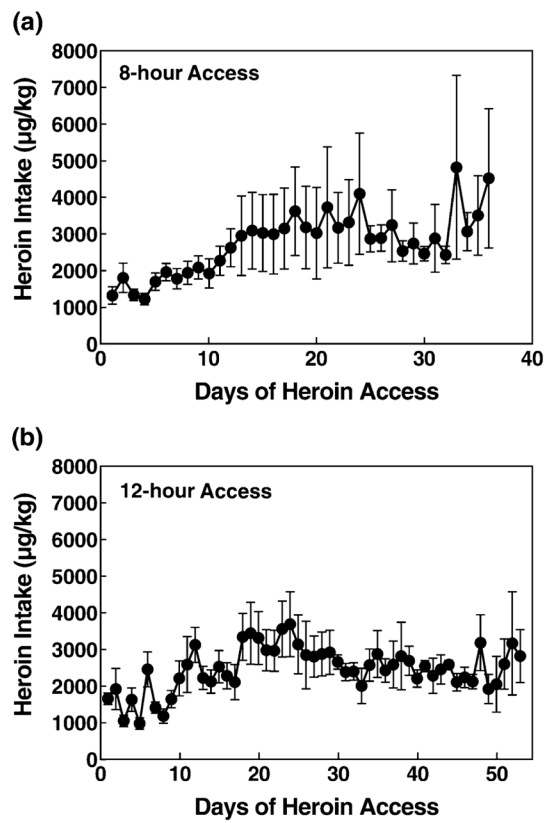 (a)
8000
8-hour Access
7000
6000
5000
4000
3000
2000
1000
0
Heroin Intake (μg/kg)
0 10 20 30 40
Days of Heroin Access
(b)
8000
12-hour Access
7000
6000
5000
4000
3000
2000
1000
0
Heroin Intake (μg/kg)
0 10 20 30 40 50
Days of Heroin Access